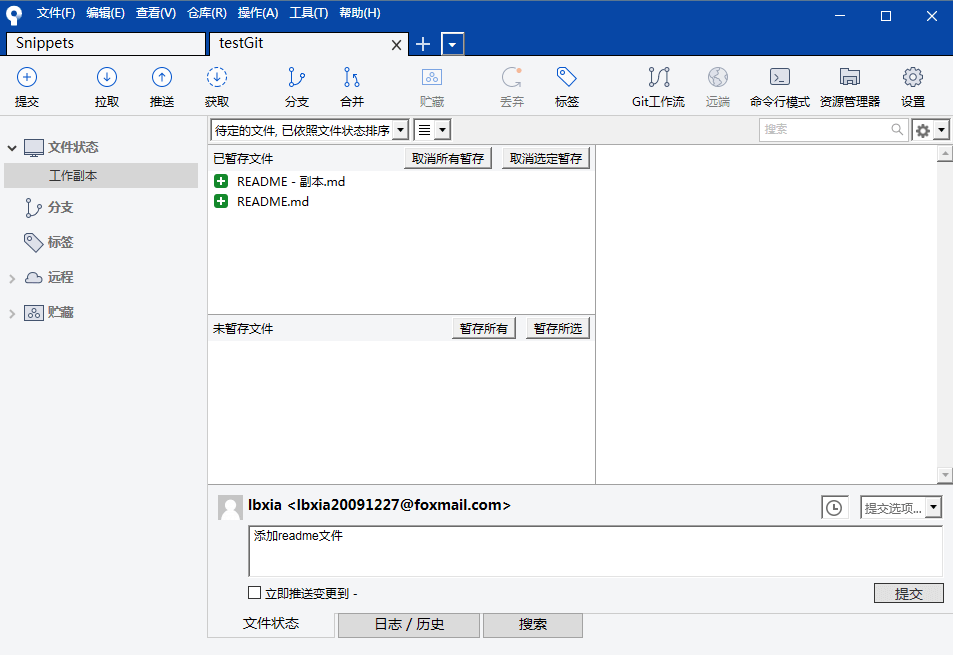 文件(F) 编辑(E) 查看(V) 仓库(R) 操作(A) 工具(T) 帮助(H)
Snippets testGit
提交 拉取 推送 获取 分支 合并 贮藏 丢弃 标签 Git工作流 远端 命令行模式 资源管理器 设置
文件状态
工作副本
分支
标签
远程
贮藏
待定的文件, 已依照文件状态排序 搜索
已暂存文件 取消所有暂存 取消选定暂存
README - 副本.md
README.md
未暂存文件 暂存所有 暂存所选
lbxia <lbxia20091227@foxmail.com> 提交选项...
添加readme文件
立即推送变更到 - 提交
文件状态 日志 / 历史 搜索